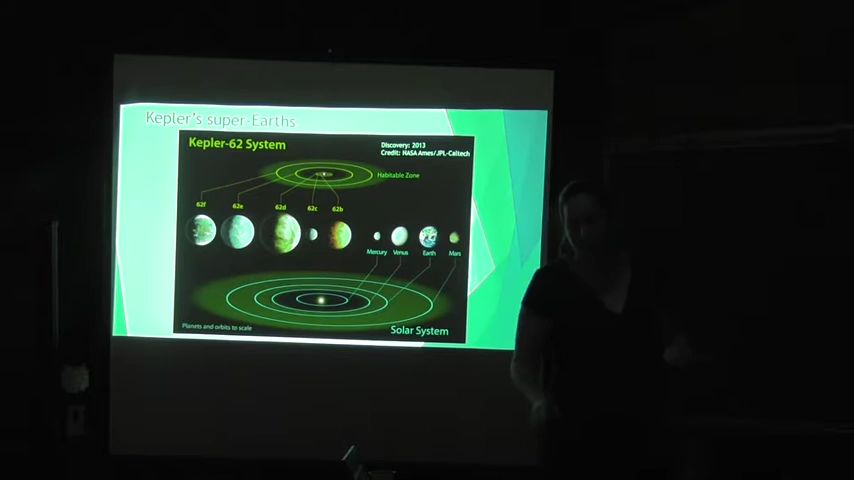 Kepler's super-Earths
Kepler-62 System
Discovery: 2013
Credit: NASA Ames/JPL-Caltech
Habitable Zone
62f 62e 62d 62c 62b
Mercury Venus Earth Mars
Planets and orbits to scale
Solar System